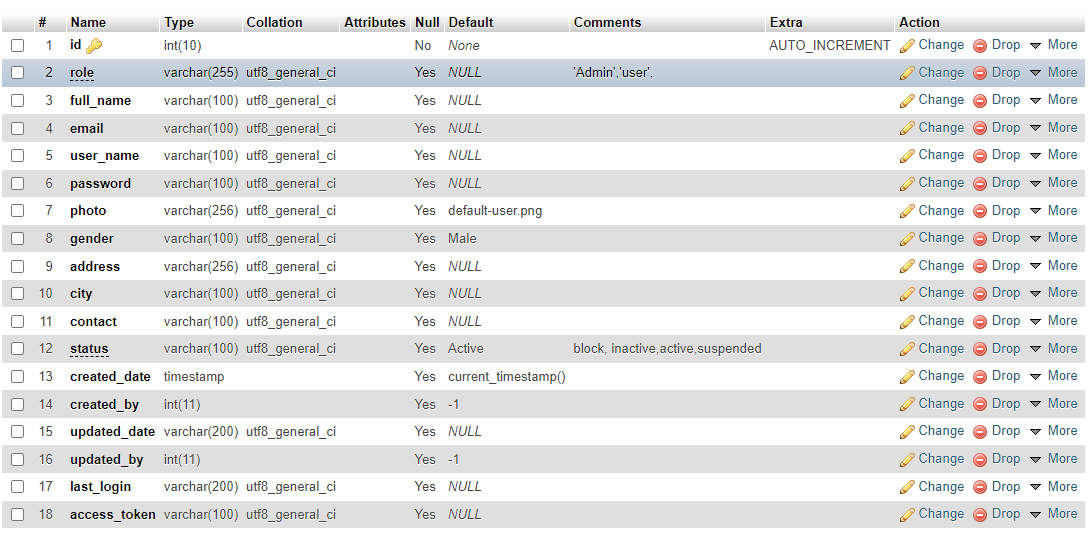 # Name Type Collation Attributes Null Default Comments Extra Action
1 id int(10) No None AUTO_INCREMENT Change Drop More
2 role varchar(255) utf8_general_ci Yes NULL 'Admin','user', Change Drop More
3 full_name varchar(100) utf8_general_ci Yes NULL Change Drop More
4 email varchar(100) utf8_general_ci Yes NULL Change Drop More
5 user_name varchar(100) utf8_general_ci Yes NULL Change Drop More
6 password varchar(100) utf8_general_ci Yes NULL Change Drop More
7 photo varchar(256) utf8_general_ci Yes default-user.png Change Drop More
8 gender varchar(100) utf8_general_ci Yes Male Change Drop More
9 address varchar(256) utf8_general_ci Yes NULL Change Drop More
10 city varchar(100) utf8_general_ci Yes NULL Change Drop More
11 contact varchar(100) utf8_general_ci Yes NULL Change Drop More
12 status varchar(100) utf8_general_ci Yes Active block, inactive,active,suspended Change Drop More
13 created_date timestamp Yes current_timestamp() Change Drop More
14 created_by int(11) Yes -1 Change Drop More
15 updated_date varchar(200) utf8_general_ci Yes NULL Change Drop More
16 updated_by int(11) Yes -1 Change Drop More
17 last_login varchar(200) utf8_general_ci Yes NULL Change Drop More
18 access_token varchar(100) utf8_general_ci Yes NULL Change Drop More